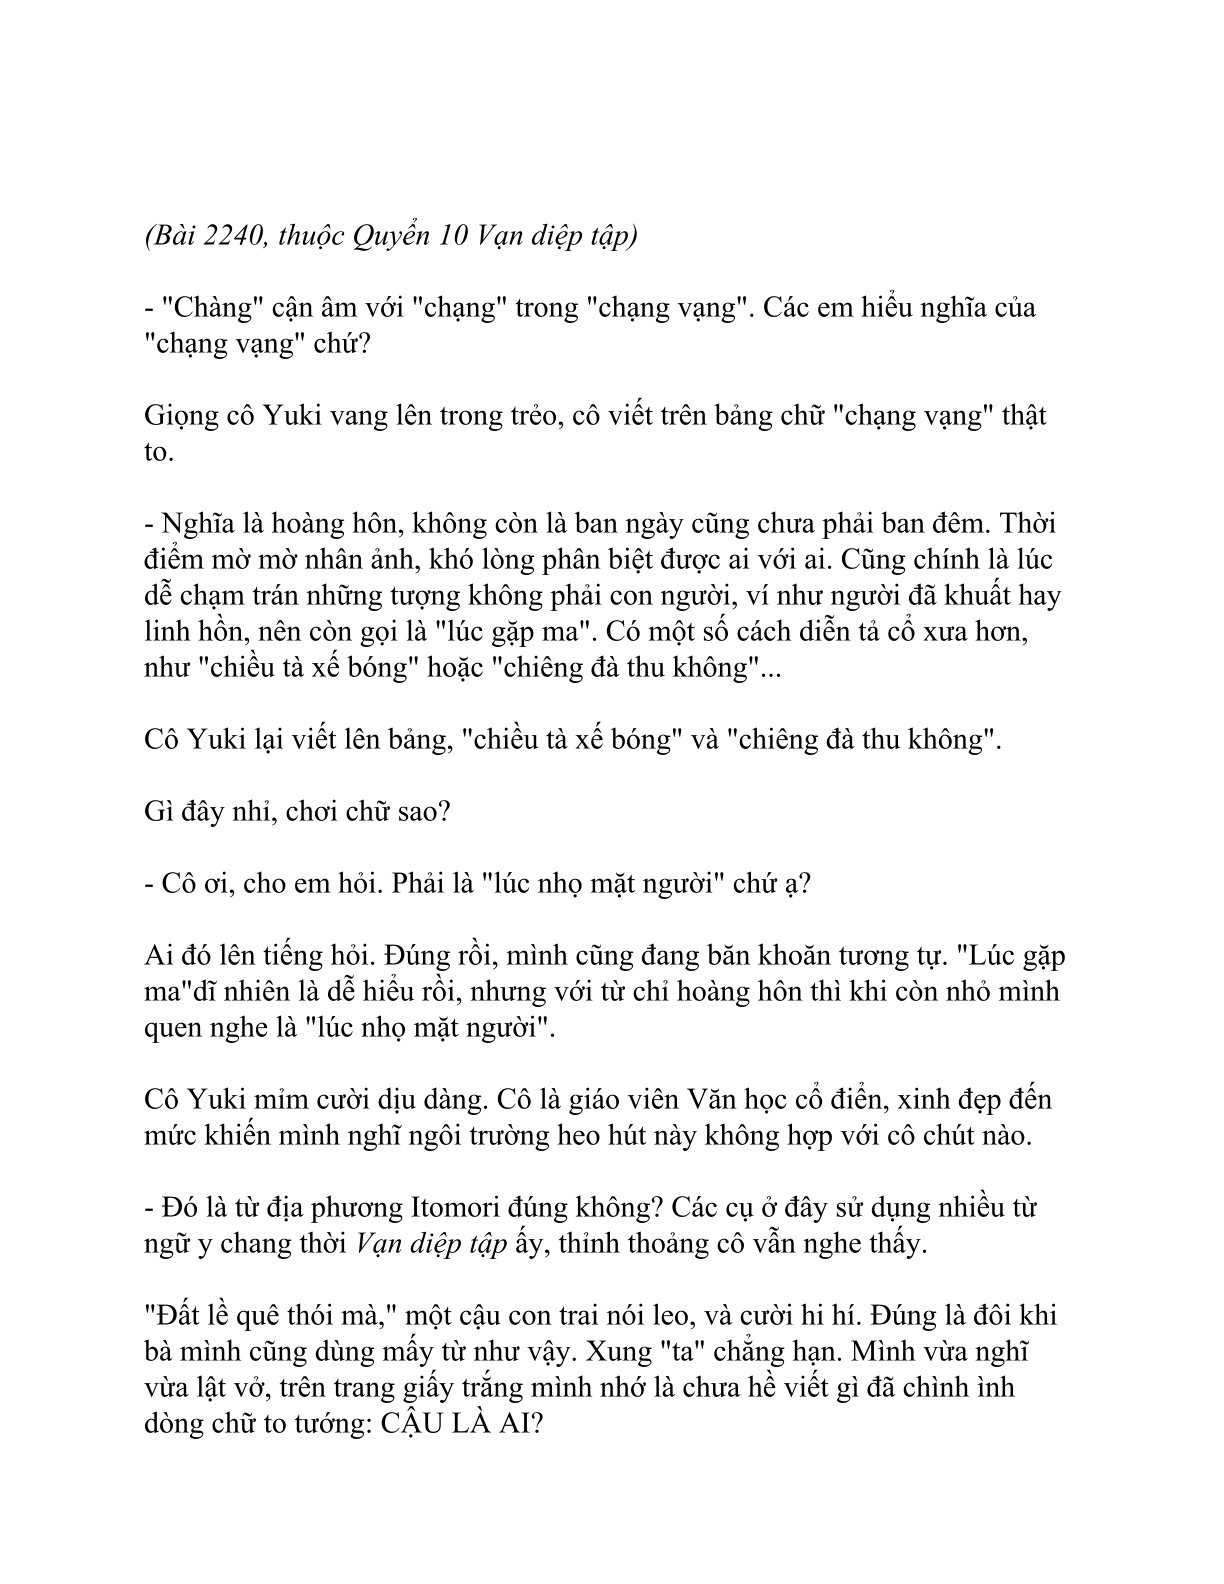 (Bài 2240, thuộc Quyển 10 Vạn diệp tập)
- "Chàng" cận âm với "chạng" trong "chạng vạng". Các em hiểu nghĩa của
"chạng vạng" chứ?
Giọng cô Yuki vang lên trong trẻo, cô viết trên bảng chữ "chạng vạng" thật
to.
- Nghĩa là hoàng hôn, không còn là ban ngày cũng chưa phải ban đêm. Thời
điểm mờ mờ nhân ảnh, khó lòng phân biệt được ai với ai. Cũng chính là lúc
dễ chạm trán những tượng không phải con người, ví như người đã khuất hay
linh hồn, nên còn gọi là "lúc gặp ma". Có một số cách diễn tả cổ xưa hơn,
như "chiều tà xế bóng" hoặc "chiêng đà thu không"...
Cô Yuki lại viết lên bảng, "chiều tà xế bóng" và "chiêng đà thu không".
Gì đây nhỉ, chơi chữ sao?
- Cô ơi, cho em hỏi. Phải là "lúc nhọ mặt người" chứ ạ?
Ai đó lên tiếng hỏi. Đúng rồi, mình cũng đang băn khoăn tương tự. "Lúc gặp
ma"dĩ nhiên là dễ hiểu rồi, nhưng với từ chỉ hoàng hôn thì khi còn nhỏ mình
quen nghe là "lúc nhọ mặt người".
Cô Yuki mỉm cười dịu dàng. Cô là giáo viên Văn học cổ điển, xinh đẹp đến
mức khiến mình nghĩ ngôi trường heo hút này không hợp với cô chút nào.
- Đó là từ địa phương Itomori đúng không? Các cụ ở đây sử dụng nhiều từ
ngữ y chang thời Vạn diệp tập ấy, thỉnh thoảng cô vẫn nghe thấy.
"Đất lề quê thói mà," một cậu con trai nói leo, và cười hi hí. Đúng là đôi khi
bà mình cũng dùng mấy từ như vậy. Xung "ta" chẳng hạn. Mình vừa nghĩ
vừa lật vở, trên trang giấy trắng mình nhớ là chưa hề viết gì đã chình ình
dòng chữ to tướng: CẬU LÀ AI?